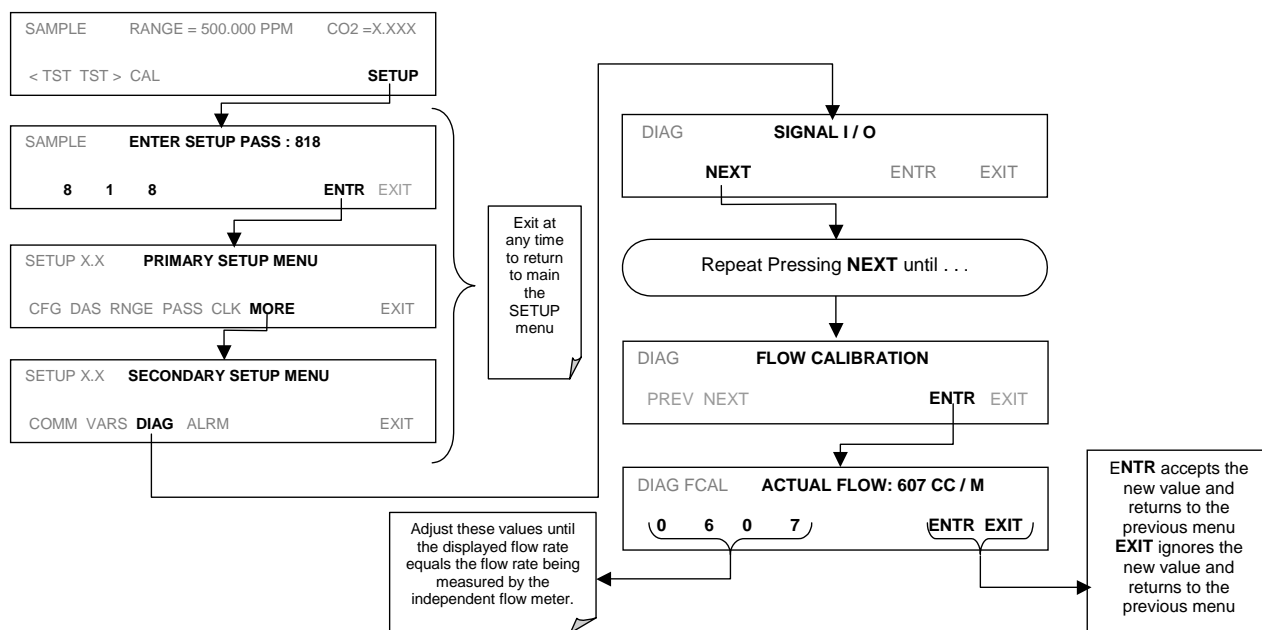 SAMPLE RANGE = 500.000 PPM CO2 =X.XXX
< TST TST > CAL SETUP
SAMPLE ENTER SETUP PASS : 818
8 1 8 ENTR EXIT
SETUP X.X PRIMARY SETUP MENU
CFG DAS RNGE PASS CLK MORE EXIT
SETUP X.X SECONDARY SETUP MENU
COMM VARS DIAG ALRM EXIT
Exit at
any time
to return
to main
the
SETUP
menu
DIAG SIGNAL I / O
NEXT ENTR EXIT
Repeat Pressing NEXT until . . .
DIAG FLOW CALIBRATION
PREV NEXT ENTR EXIT
DIAG FCAL ACTUAL FLOW: 607 CC / M
0 6 0 7 ENTR EXIT
Adjust these values until
the displayed flow rate
equals the flow rate being
measured by the
independent flow meter.
ENTR accepts the
new value and
returns to the
previous menu
EXIT ignores the
new value and
returns to the
previous menu